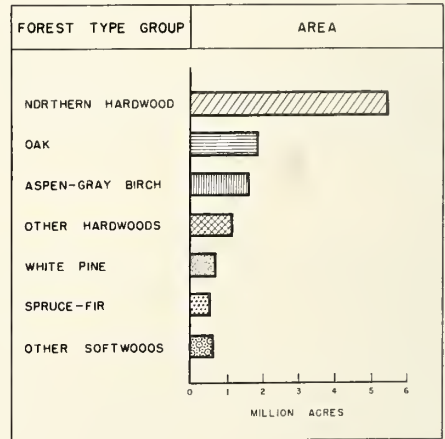 FOREST TYPE GROUP AREA
NORTHERN HARDWOOD
OAK
ASPEN-GRAY BIRCH
OTHER HARDWOODS
WHITE PINE
SPRUCE-FIR
OTHER SOFTWOOOS
0 1 2 3 4 5 6
MILLION ACRES